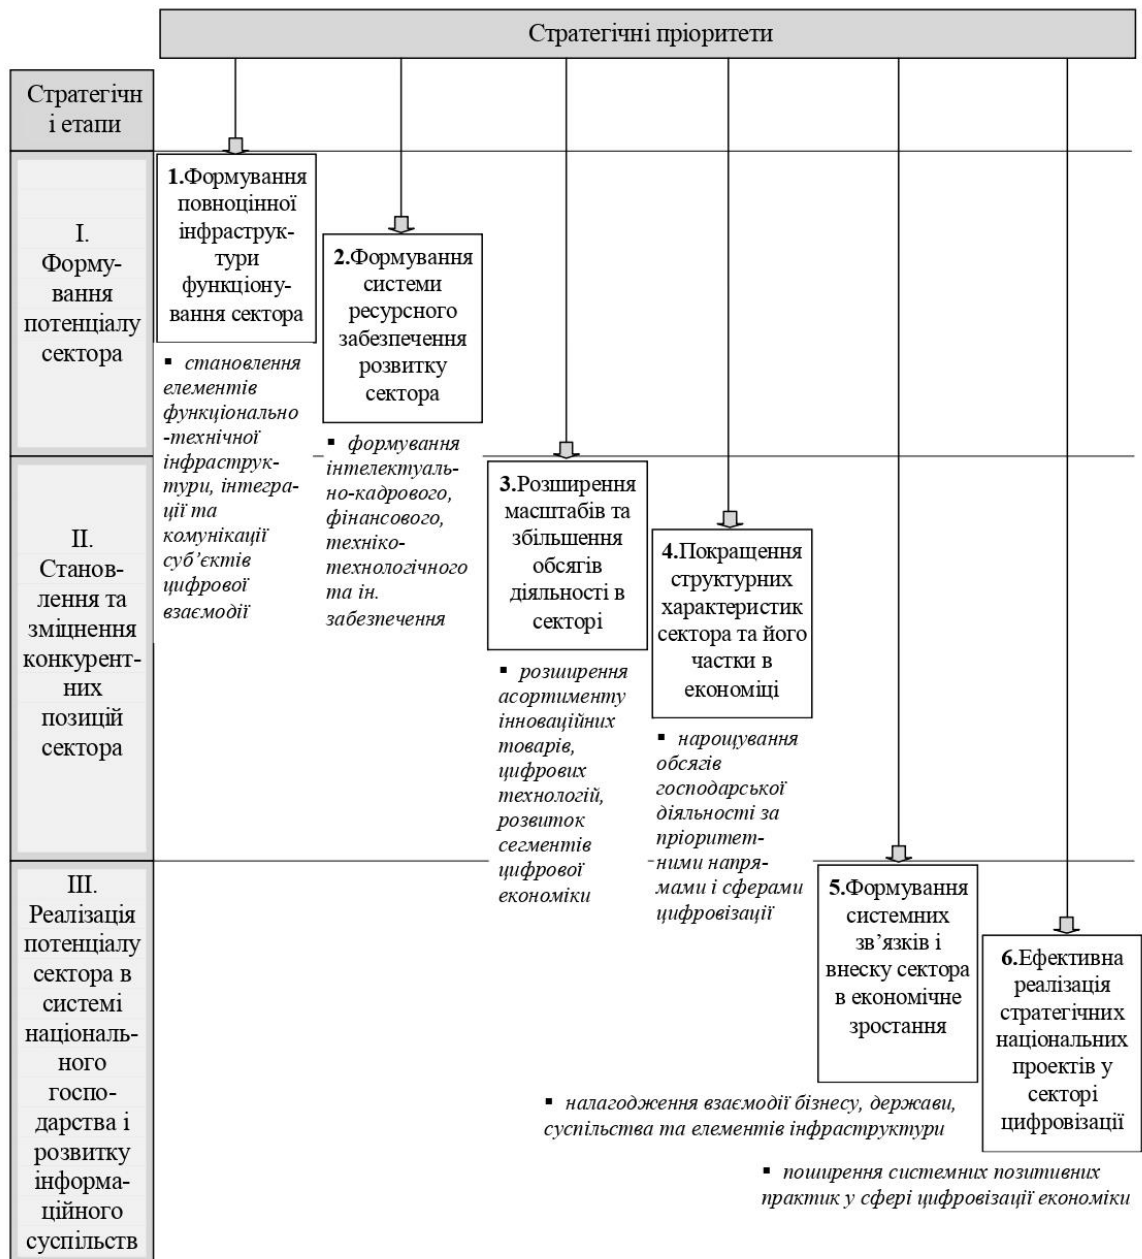 Стратегічні пріоритети
Стратегічн
і етапи
I.
Форму-
вання
потенціалу
сектора
1.Формування
повноцінної
інфраструк-
тури
функціону-
вання сектора
▪ становлення
елементів
функціонально
-технічної
інфраструк-
тури, інтегра-
ції та
комунікації
суб’єктів
цифрової
взаємодії
2.Формування
системи
ресурсного
забезпечення
розвитку
сектора
▪ формування
інтелектуаль-
но-кадрового,
фінансового,
техніко-
технологічного
та ін.
забезпечення
II.
Станов-
лення та
зміцнення
конкурент-
них
позицій
сектора
3.Розширення
масштабів та
збільшення
обсягів
діяльності в
секторі
▪ розширення
асортименту
інноваційних
товарів,
цифрових
технологій,
розвиток
сегментів
цифрової
економіки
4.Покращення
структурних
характеристик
сектора та його
частки в
економіці
▪ нарощування
обсягів
господарської
діяльності за
пріоритет-
ними напря-
мами і сферами
цифровізації
III.
Реалізація
потенціалу
сектора в
системі
національ-
ного
госпо-
дарства і
розвитку
інформа-
ційного
суспільств
5.Формування
системних
зв’язків і
внеску сектора
в економічне
зростання
▪ налагодження взаємодії бізнесу, держави,
суспільства та елементів інфраструктури
6.Ефективна
реалізація
стратегічних
національних
проектів у
секторі
цифровізації
▪ поширення системних позитивних
практик у сфері цифровізації економіки